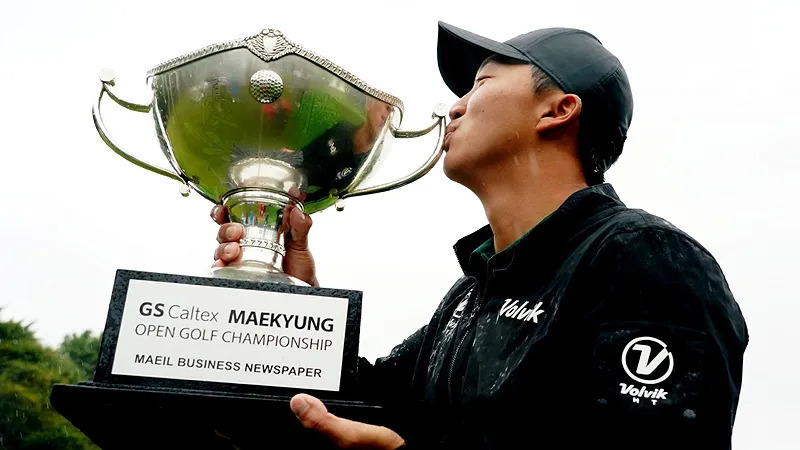 GS Caltex MAEKYUNG
OPEN GOLF CHAMPIONSHIP
MAEIL BUSINESS NEWSPAPER
Volvik
Volvik